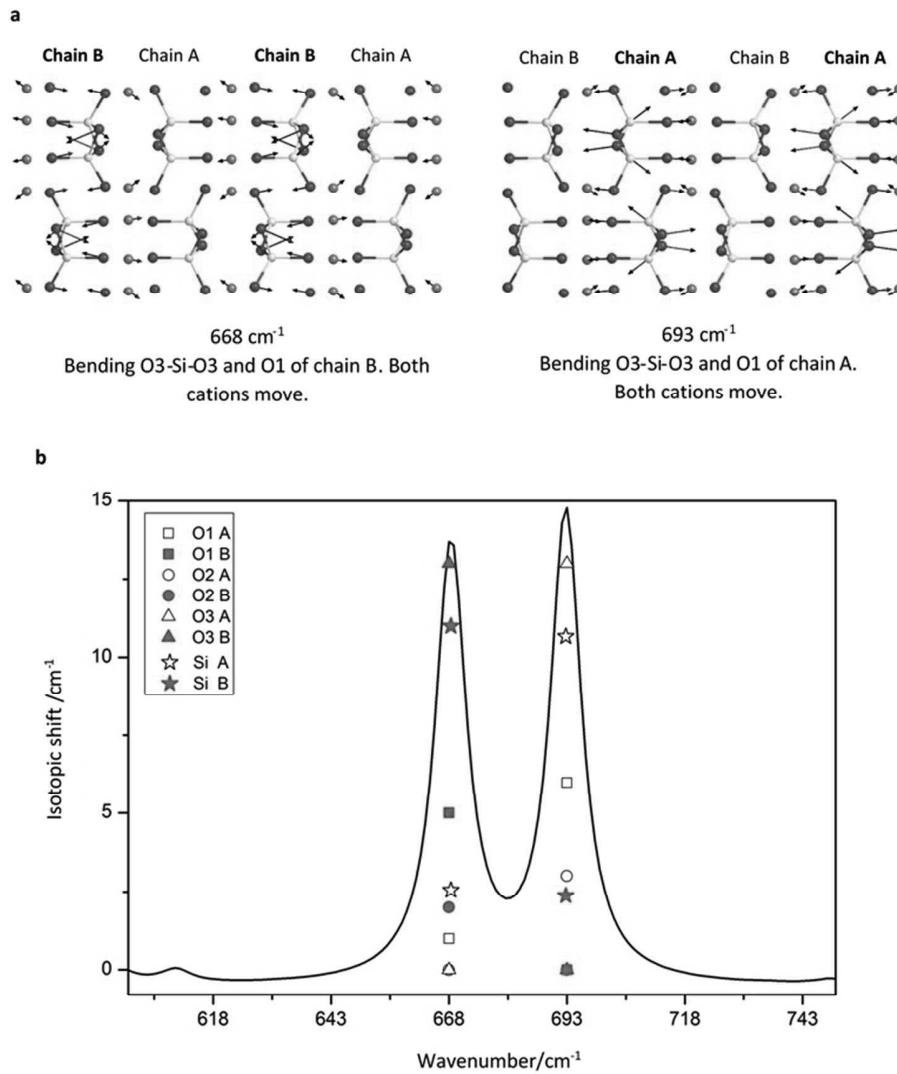 a
Chain B Chain A Chain B Chain A
Chain B Chain A Chain B Chain A
668 cm⁻¹
Bending O3-Si-O3 and O1 of chain B. Both
cations move.
693 cm⁻¹
Bending O3-Si-O3 and O1 of chain A.
Both cations move.
b
15
10
5
0
Isotopic shift /cm⁻¹
O1 A
O1 B
O2 A
O2 B
O3 A
O3 B
Si A
Si B
618 643 668 693 718 743
Wavenumber/cm⁻¹